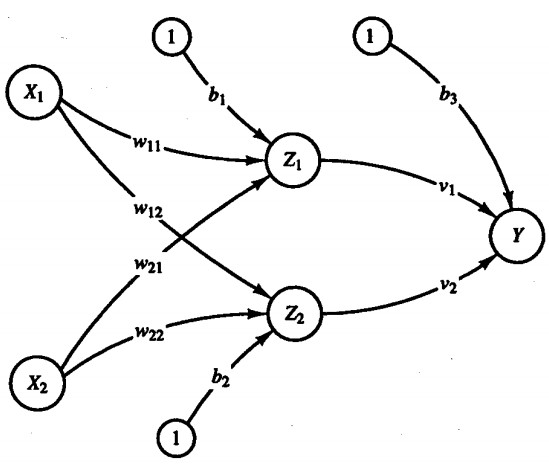 1
1
X₁
b₁
b₃
w₁₁
Z₁
v₁
w₁₂
Y
w₂₁
v₂
Z₂
w₂₂
X₂
b₂
1